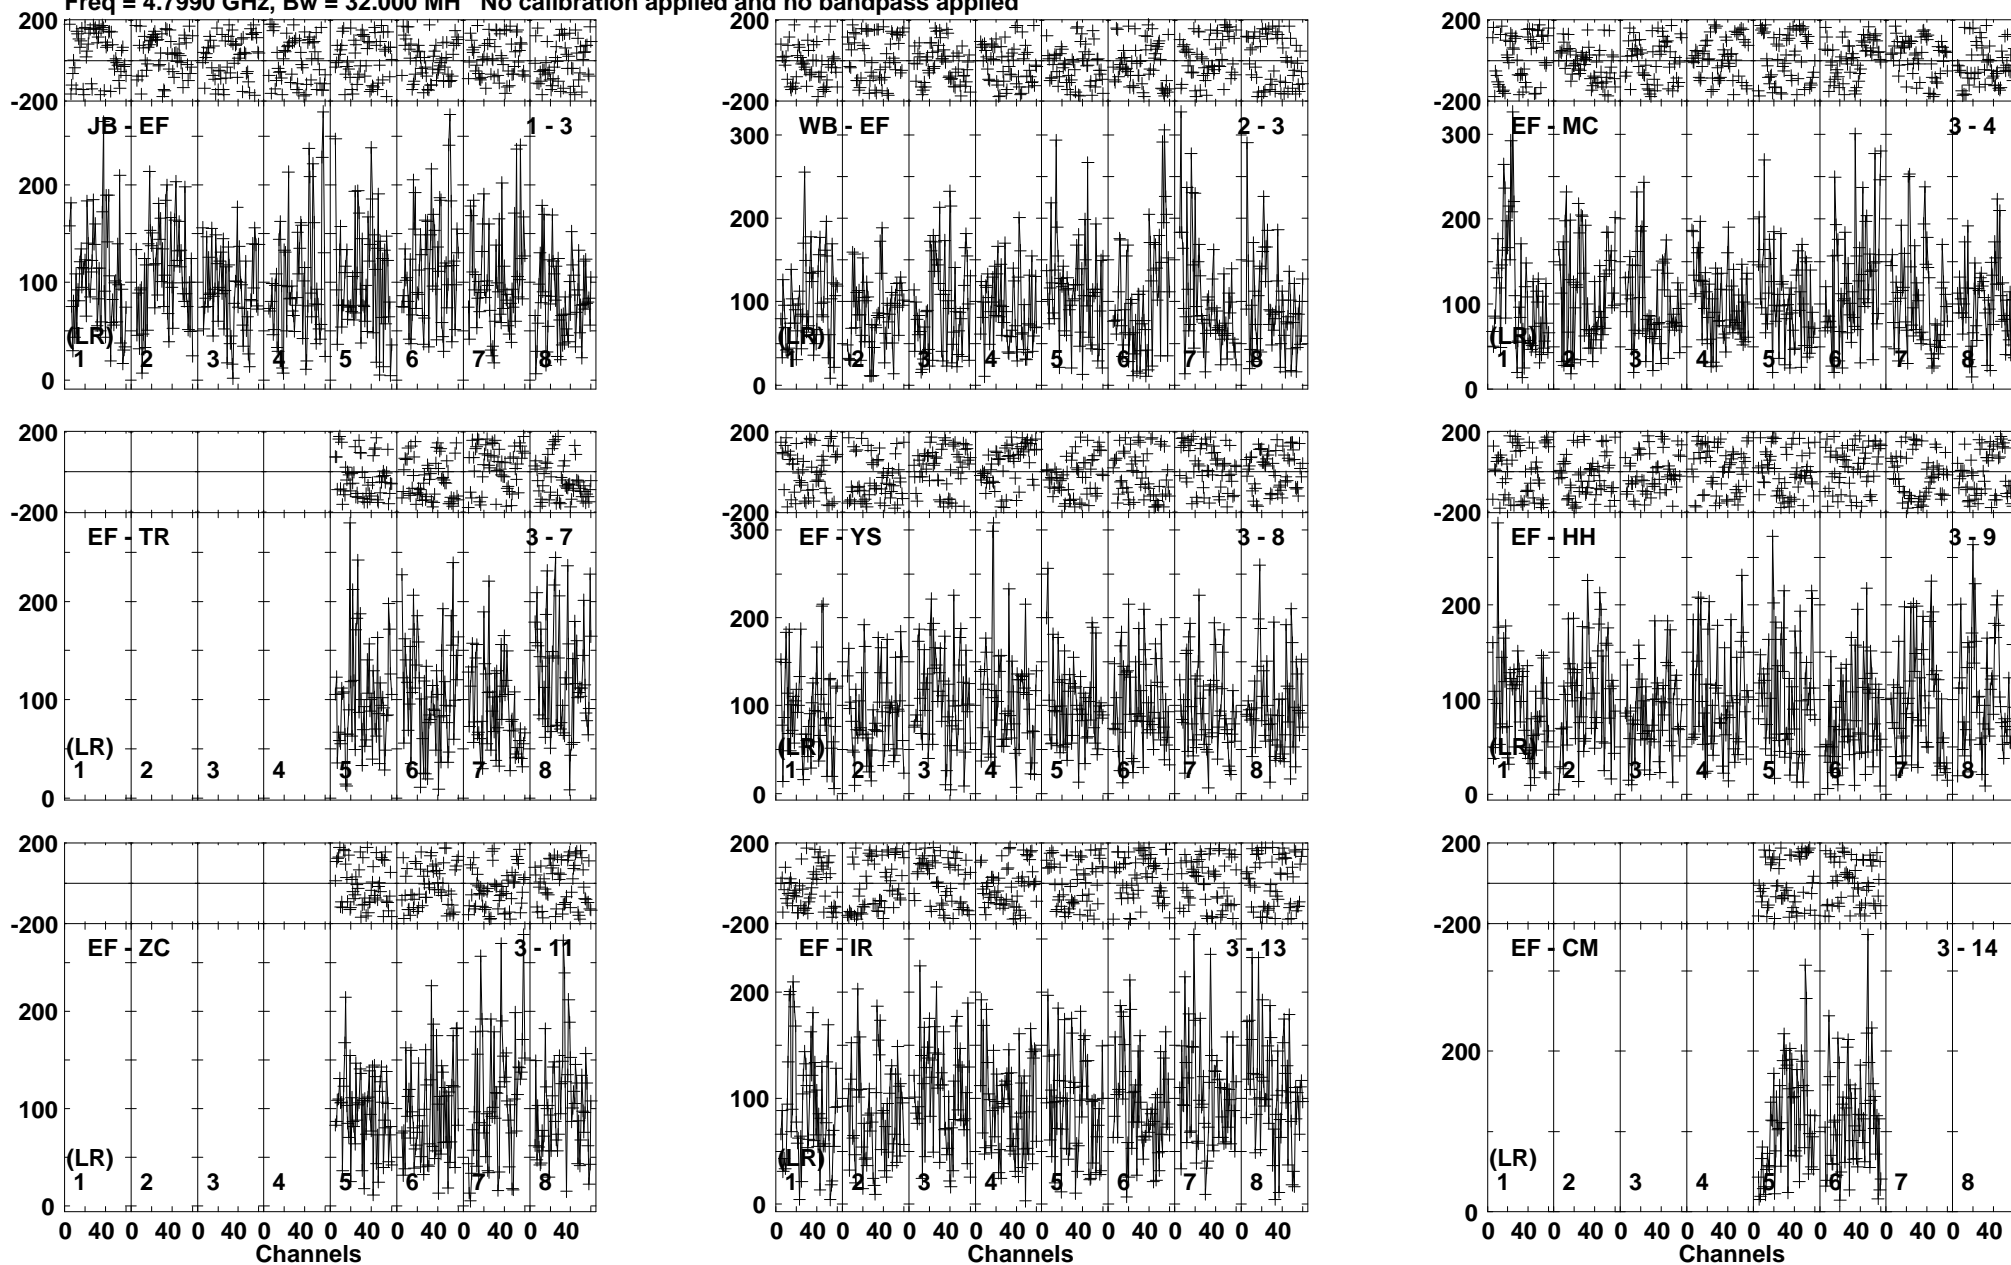 Freq = 4.7990 GHz, Bw = 32.000 MH No calibration applied and no bandpass applied
200
-200
JB - EF 1 - 3
200
100
0
(LR)
1 2 3 4 5 6 7 8
200
-200
WB - EF 2 - 3
300
200
100
0
(LR)
1 2 3 4 5 6 7 8
200
-200
EF - MC 3 - 4
300
200
100
0
(LR)
1 2 3 4 5 6 7 8
200
-200
EF - TR 3 - 7
200
100
0
(LR)
1 2 3 4 5 6 7 8
200
-200
EF - YS 3 - 8
300
200
100
0
(LR)
1 2 3 4 5 6 7 8
200
-200
EF - HH 3 - 9
200
100
0
(LR)
1 2 3 4 5 6 7 8
200
-200
EF - ZC 3 - 11
200
100
0
(LR)
1 2 3 4 5 6 7 8
0 40 0 40 0 40 0 40 0 40 0 40 0 40 0 40
Channels
200
-200
EF - IR 3 - 13
200
100
0
(LR)
1 2 3 4 5 6 7 8
0 40 0 40 0 40 0 40 0 40 0 40 0 40 0 40
Channels
200
-200
EF - CM 3 - 14
200
0
(LR)
1 2 3 4 5 6 7 8
0 40 0 40 0 40 0 40 0 40 0 40 0 40 0 40
Channels